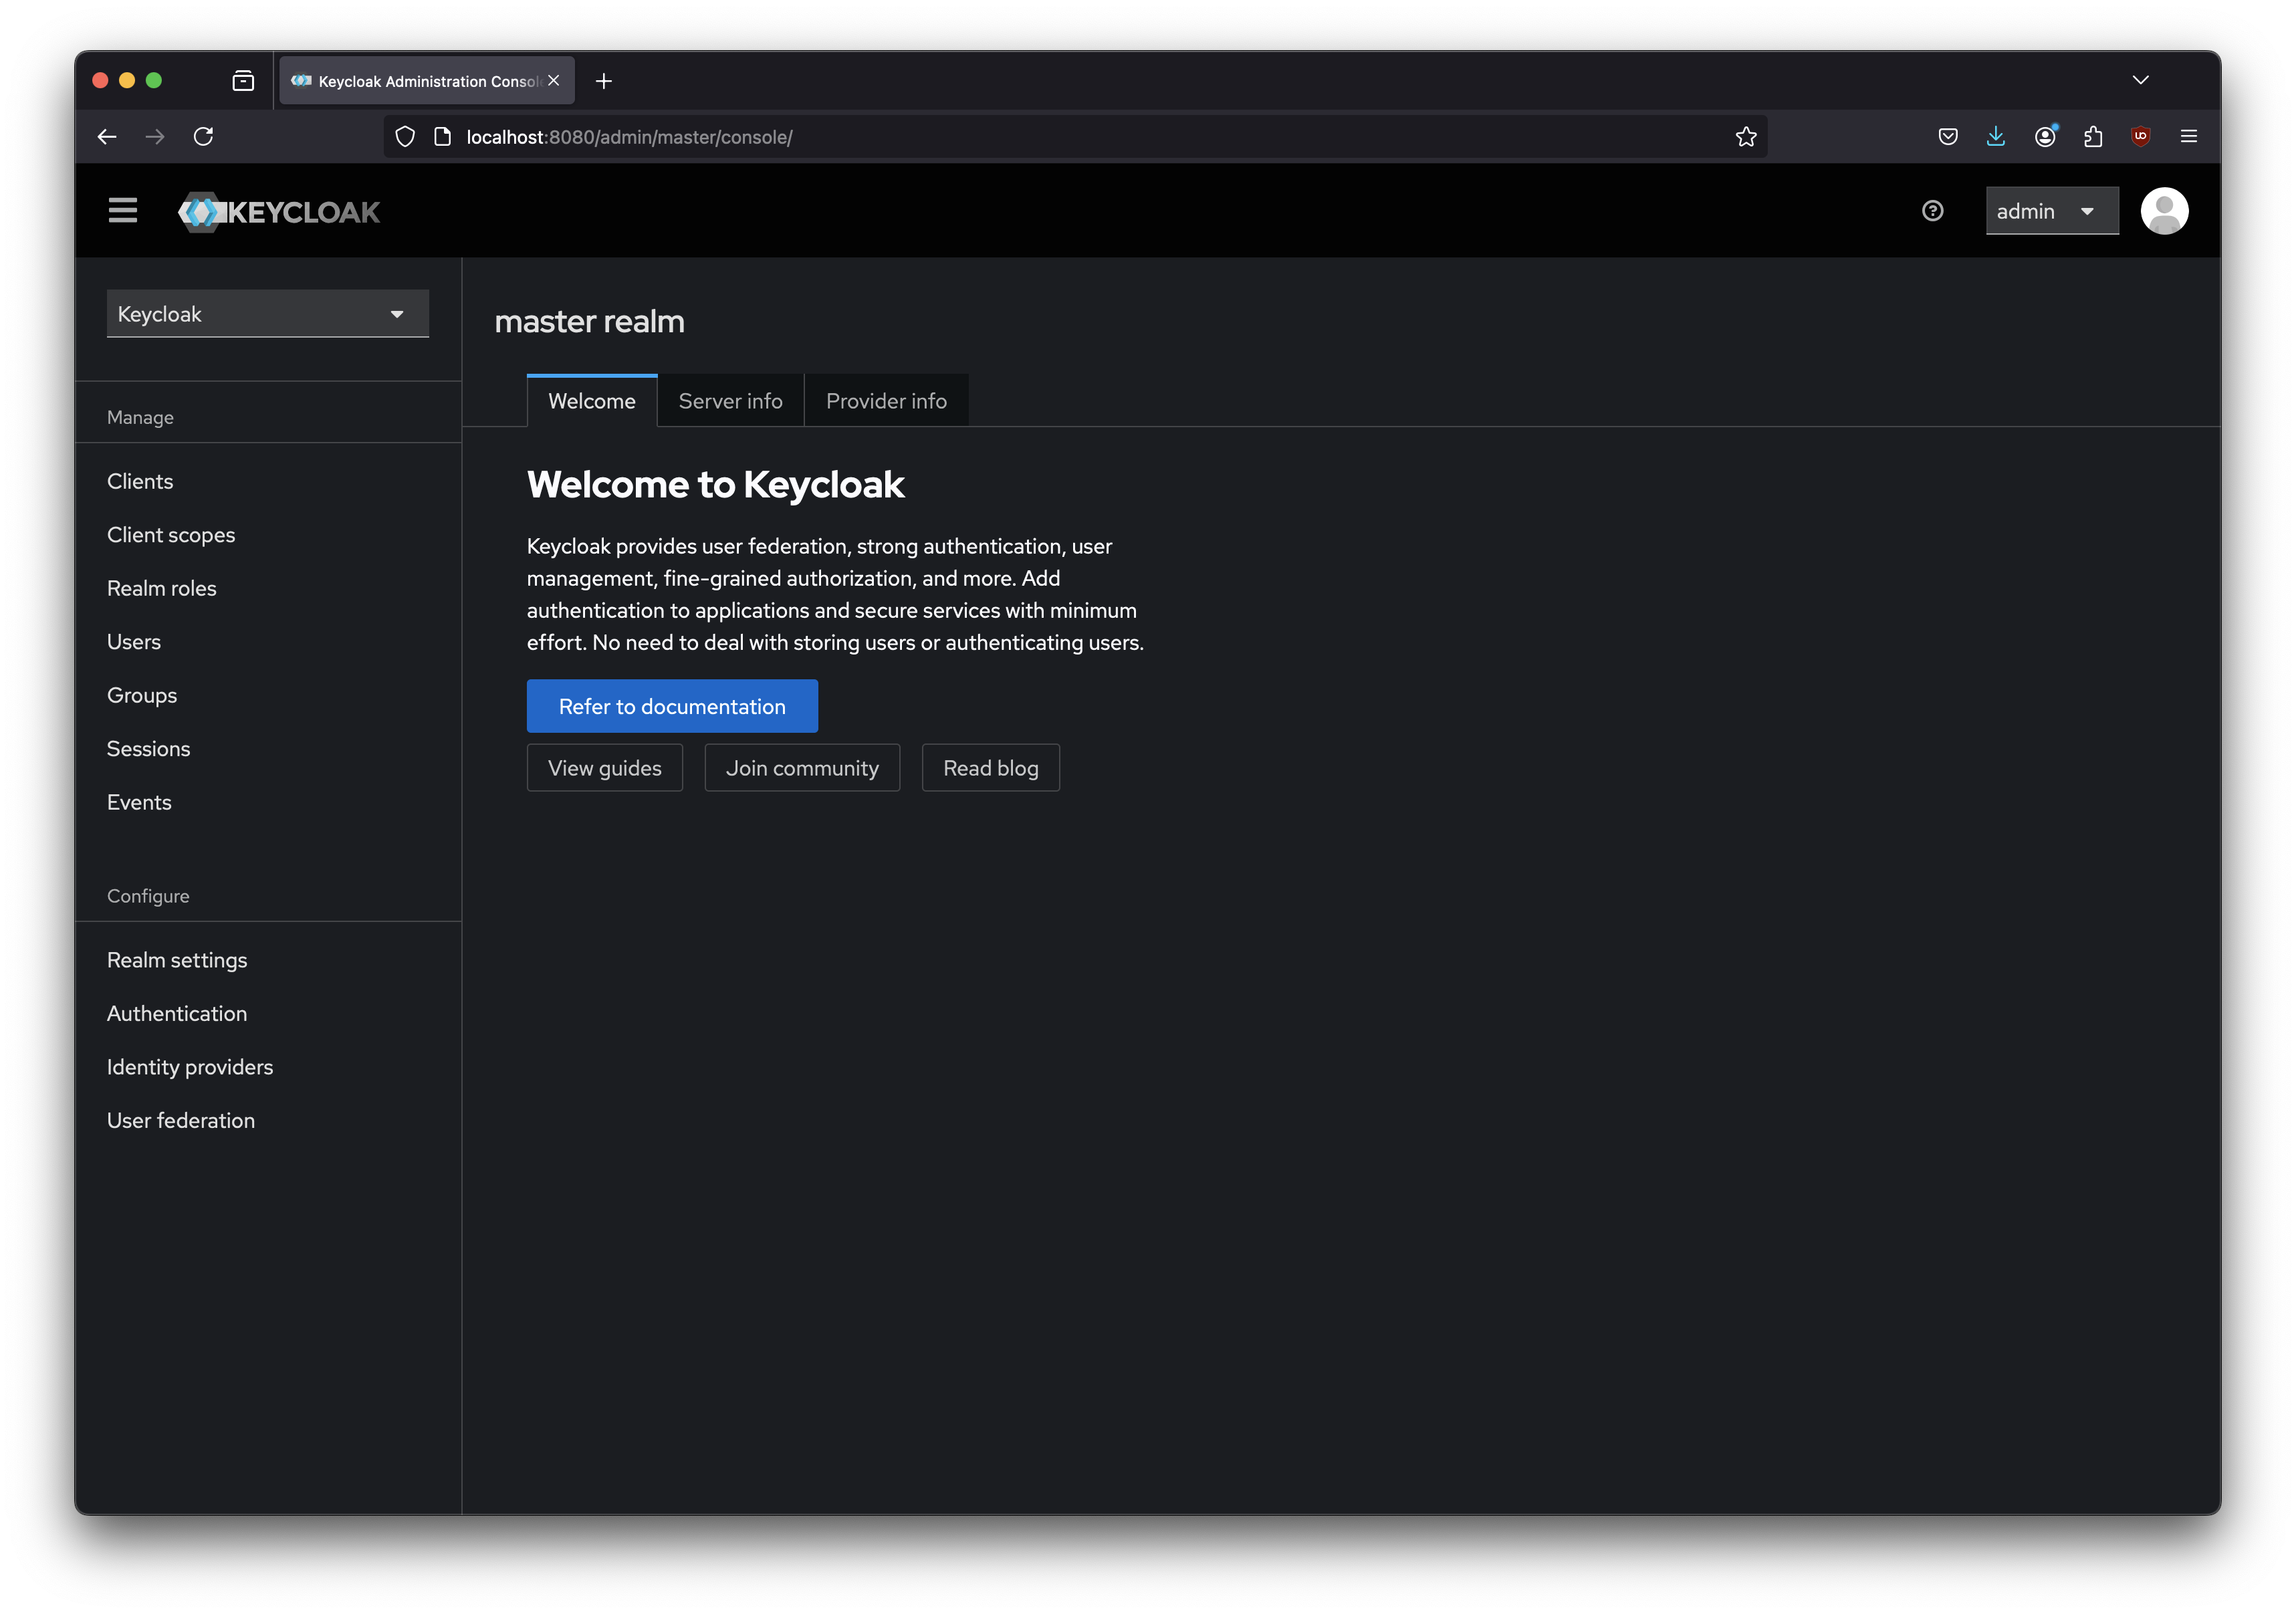 Keycloak Administration Consol
localhost:8080/admin/master/console/
KEYCLOAK
admin
Keycloak
Manage
Clients
Client scopes
Realm roles
Users
Groups
Sessions
Events
Configure
Realm settings
Authentication
Identity providers
User federation
master realm
Welcome
Server info
Provider info
Welcome to Keycloak
Keycloak provides user federation, strong authentication, user
management, fine-grained authorization, and more. Add
authentication to applications and secure services with minimum
effort. No need to deal with storing users or authenticating users.
Refer to documentation
View guides
Join community
Read blog